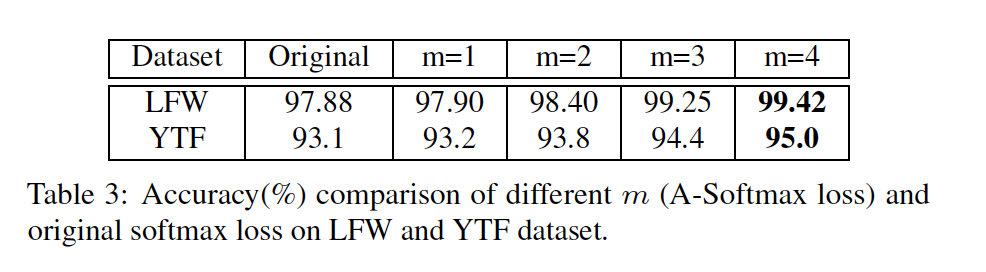 Dataset Original m=1 m=2 m=3 m=4
LFW 97.88 97.90 98.40 99.25 99.42
YTF 93.1 93.2 93.8 94.4 95.0
Table 3: Accuracy(%) comparison of different m (A-Softmax loss) and
original softmax loss on LFW and YTF dataset.